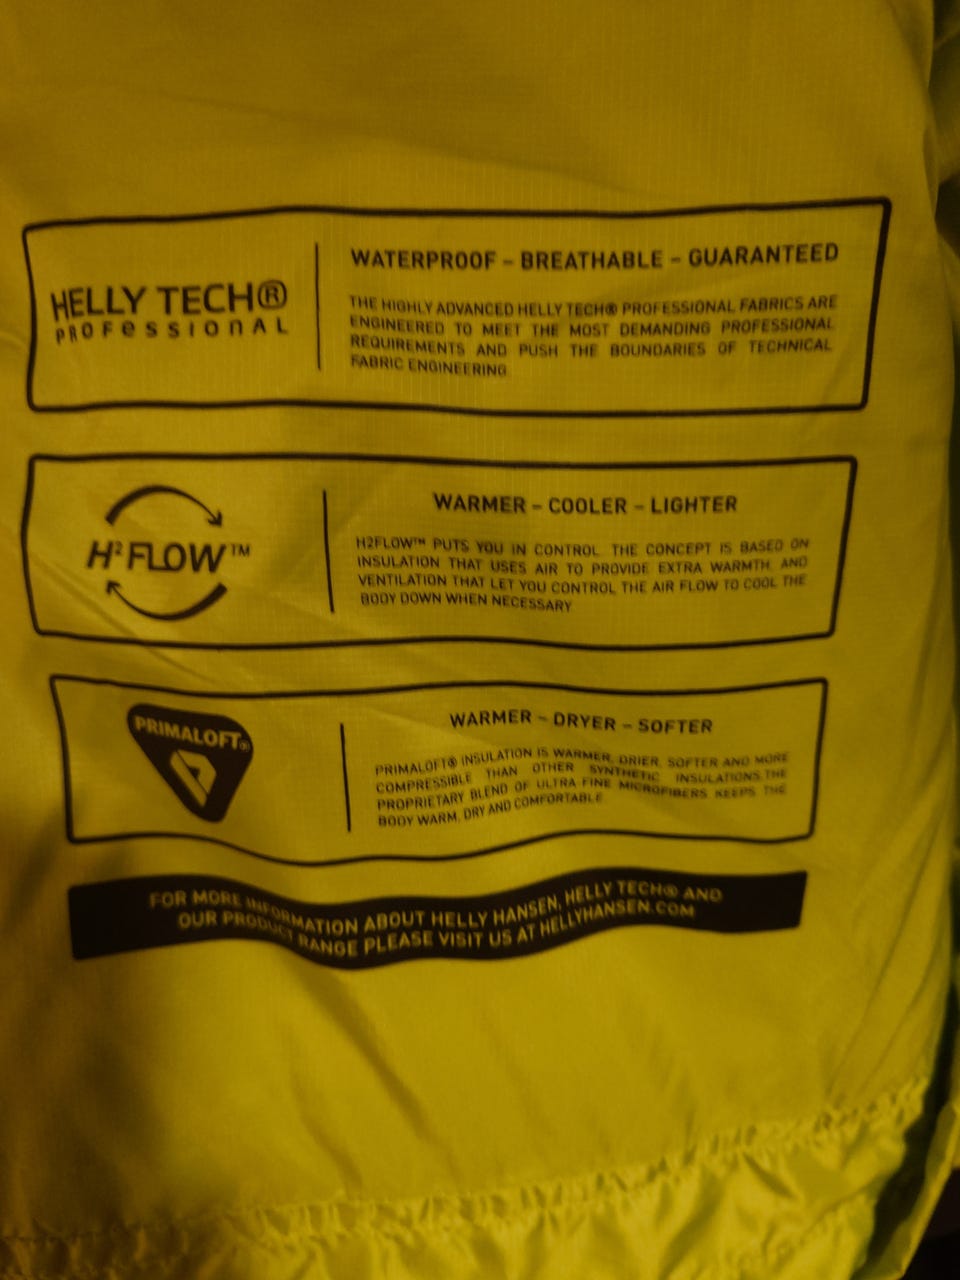 HELLY TECH®
PROFESSIONAL
WATERPROOF – BREATHABLE – GUARANTEED
THE HIGHLY ADVANCED HELLY TECH® PROFESSIONAL FABRICS ARE
ENGINEERED TO MEET THE MOST DEMANDING PROFESSIONAL
REQUIREMENTS AND PUSH THE BOUNDARIES OF TECHNICAL
FABRIC ENGINEERING
H² FLOW™
WARMER – COOLER – LIGHTER
H2FLOW™ PUTS YOU IN CONTROL. THE CONCEPT IS BASED ON
INSULATION THAT USES AIR TO PROVIDE EXTRA WARMTH, AND
VENTILATION THAT LET YOU CONTROL THE AIR FLOW TO COOL THE
BODY DOWN WHEN NECESSARY
PRIMALOFT®
WARMER – DRYER – SOFTER
PRIMALOFT® INSULATION IS WARMER, DRIER, SOFTER AND MORE
COMPRESSIBLE THAN OTHER SYNTHETIC INSULATIONS.THE
PROPRIETARY BLEND OF ULTRA FINE MICROFIBERS KEEPS THE
BODY WARM, DRY AND COMFORTABLE
FOR MORE INFORMATION ABOUT HELLY HANSEN, HELLY TECH® AND
OUR PRODUCT RANGE PLEASE VISIT US AT HELLYHANSEN.COM